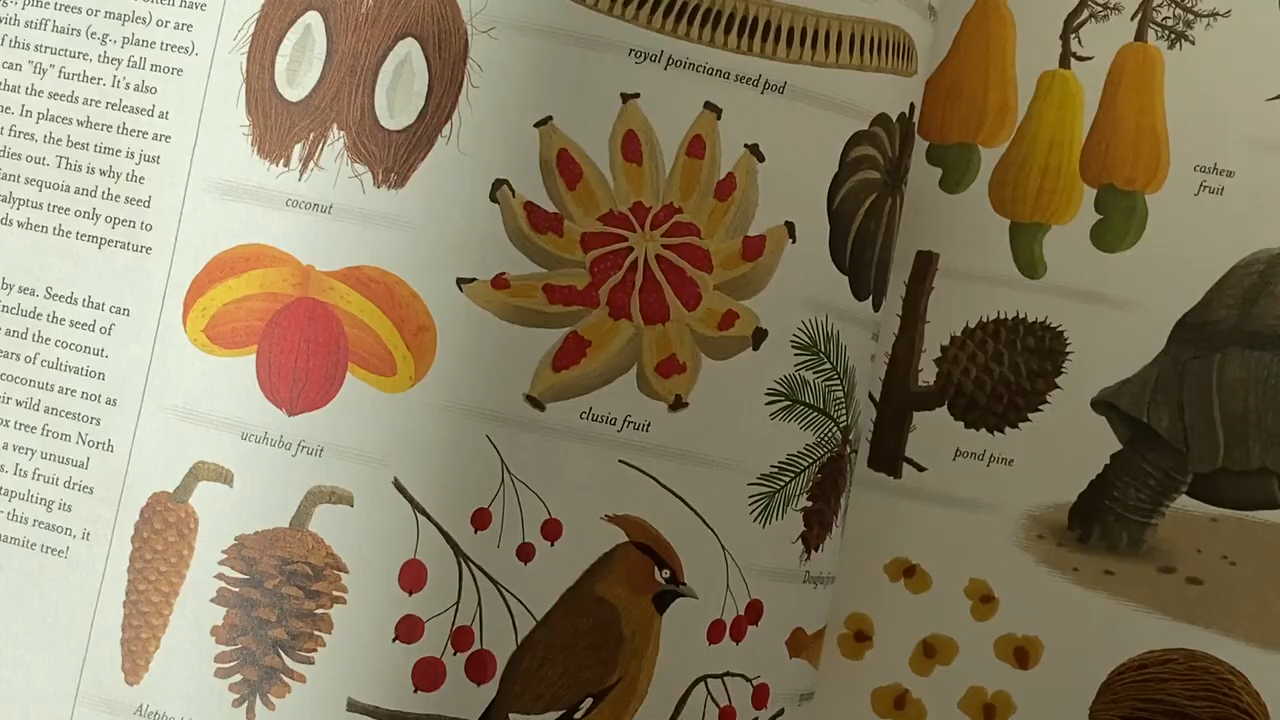 pine trees or maples) or are
with stiff hairs (e.g., plane trees).
f this structure, they fall more
can "fly" further. It's also
that the seeds are released at
ne. In places where there are
t fires, the best time is just
dies out. This is why the
iant sequoia and the seed
calyptus tree only open to
ds when the temperature
by sea. Seeds that can
include the seed of
e and the coconut.
ears of cultivation
coconuts are not as
eir wild ancestors
ox tree from North
a very unusual
s. Its fruit dries
tapulting its
r this reason, it
namite tree!
coconut
royal poinciana seed pod
cashew
fruit
ucuhuba fruit
clusia fruit
pond pine